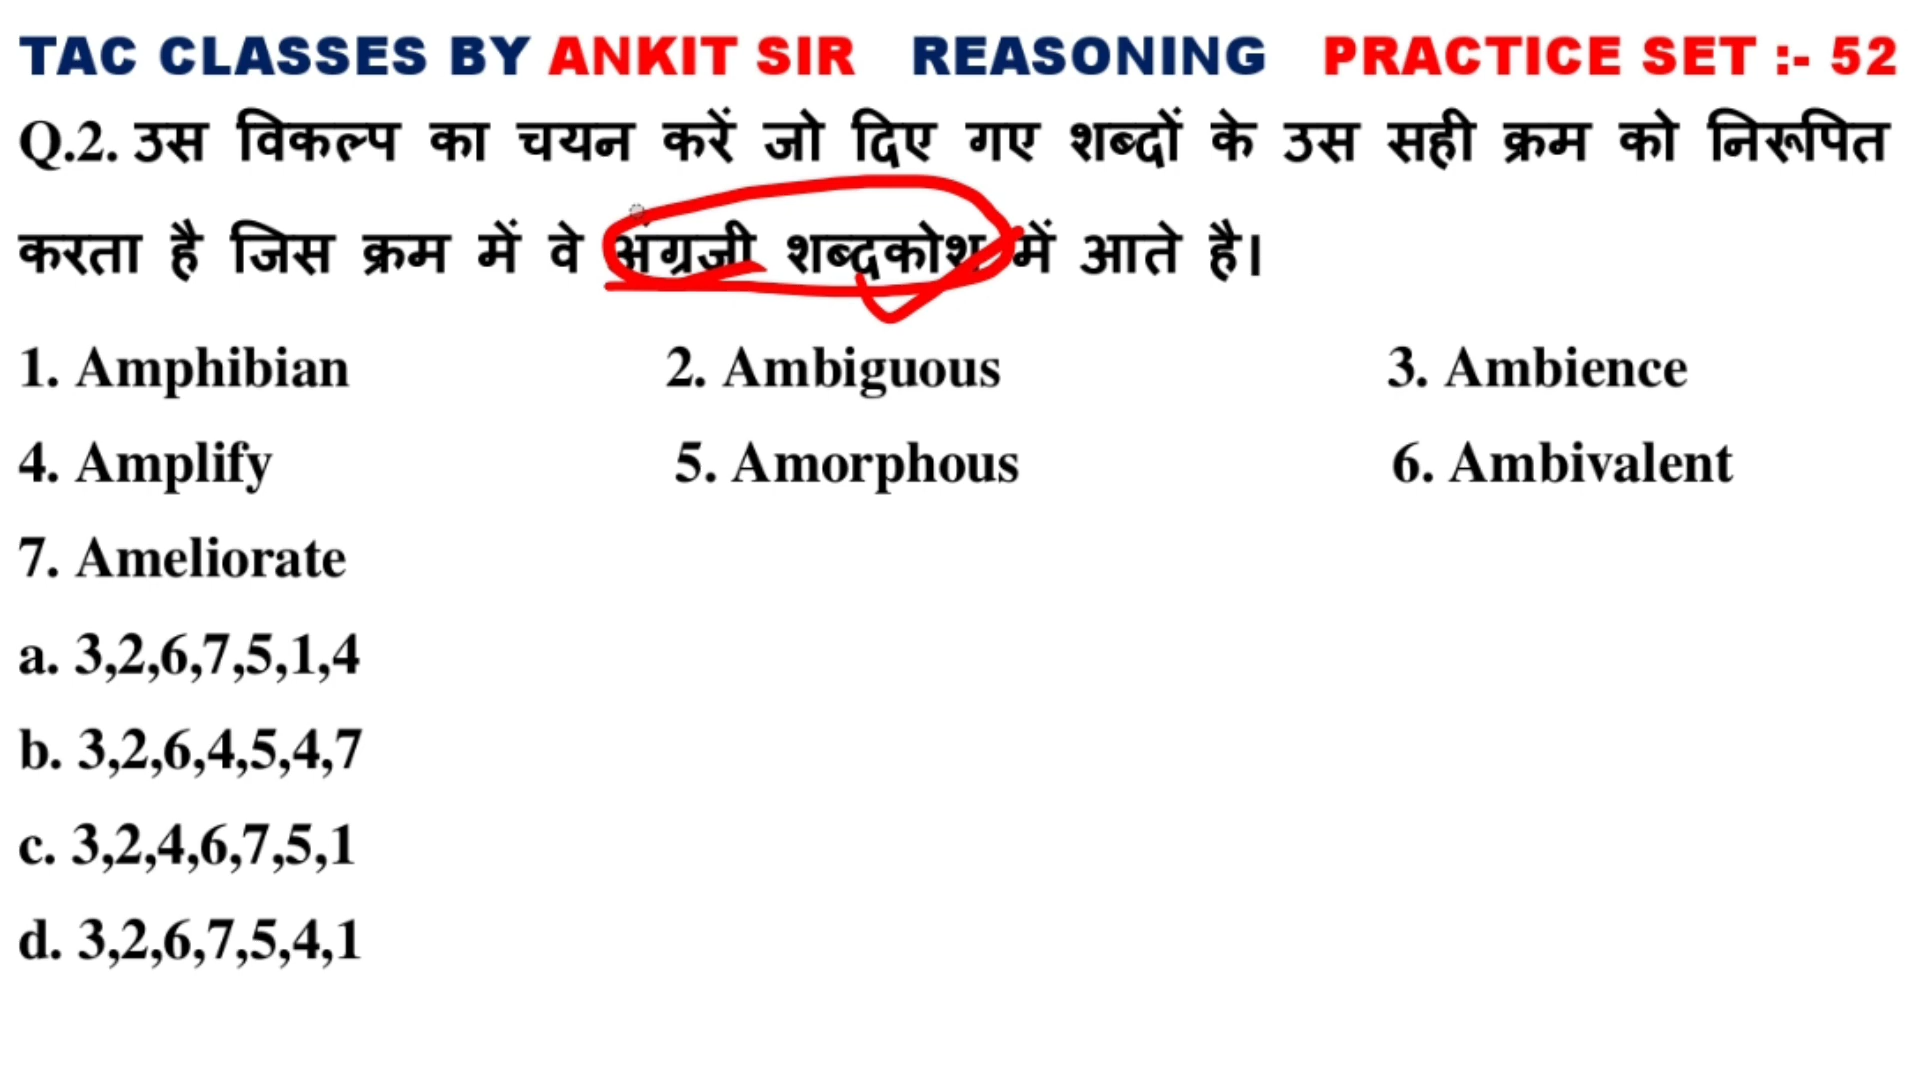 TAC CLASSES BY ANKIT SIR REASONING PRACTICE SET :- 52
Q.2. उस विकल्प का चयन करें जो दिए गए शब्दों के उस सही क्रम को निरूपित
करता है जिस क्रम में वे अंग्रजी शब्दकोश में आते है।
1. Amphibian 2. Ambiguous 3. Ambience
4. Amplify 5. Amorphous 6. Ambivalent
7. Ameliorate
a. 3,2,6,7,5,1,4
b. 3,2,6,4,5,4,7
c. 3,2,4,6,7,5,1
d. 3,2,6,7,5,4,1